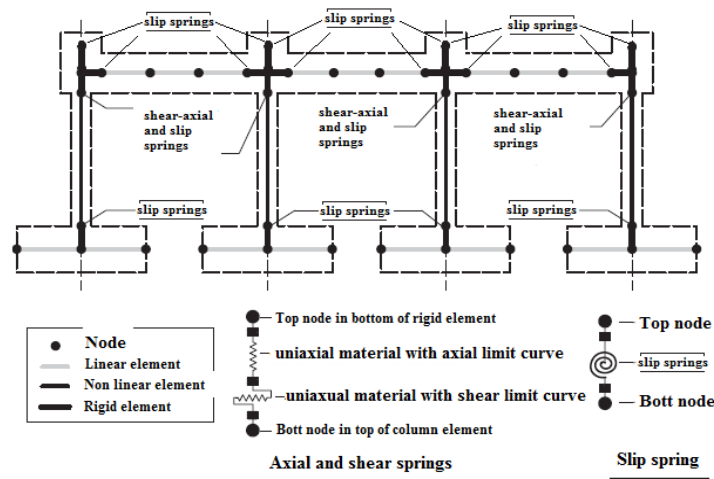 slip springs
slip springs
slip springs
shear-axial
and slip
springs
shear-axial
and slip
springs
shear-axial
and slip
springs
slip springs
slip springs
slip springs
Node
Linear element
Non linear element
Rigid element
Top node in bottom of rigid element
uniaxial material with axial limit curve
uniaxual material with shear limit curve
Bott node in top of column element
Axial and shear springs
Top node
slip springs
Bott node
Slip spring